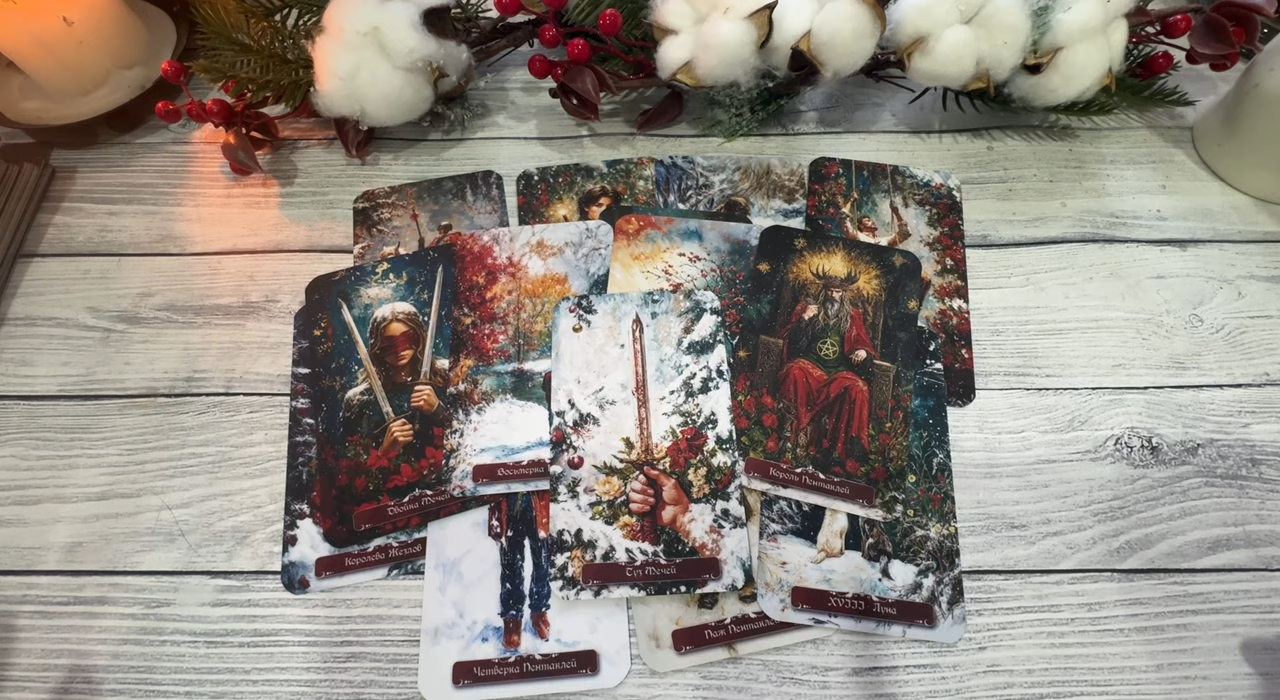 Восьмерка
Двойка Мечей
Король Пентаклей
Королева Жезлов
Туз Мечей
XVIII · Луна
Паж Пентаклей
Четверка Пентаклей